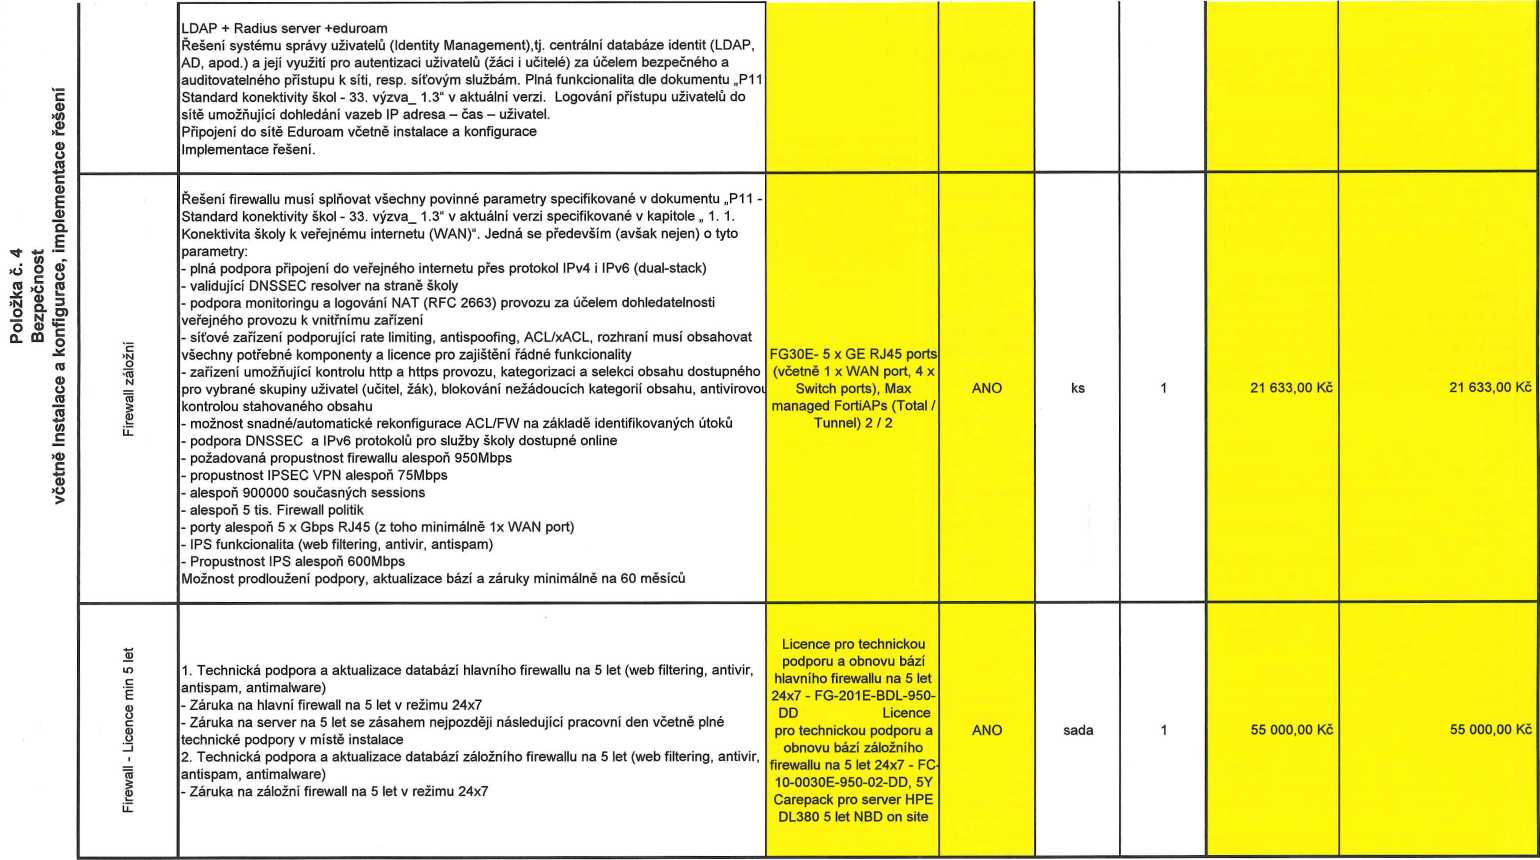 Položka č. 4
Bezpečnost
včetně Instalace a konfigurace, implementace řešení
LDAP + Radius server +eduroam
Řešení systému správy uživatelů (Identity Management),tj. centrální databáze identit (LDAP,
AD, apod.) a její využití pro autentizaci uživatelů (žáci i učitelé) za účelem bezpečného a
auditovatelného přístupu k síti, resp. síťovým službám. Plná funkcionalita dle dokumentu „P11
Standard konektivity škol - 33. výzva_ 1.3“ v aktuální verzi.  Logování přístupu uživatelů do
sítě umožňující dohledání vazeb IP adresa – čas – uživatel.
Připojení do sítě Eduroam včetně instalace a konfigurace
Implementace řešení.
Firewall záložní
Řešení firewallu musí splňovat všechny povinné parametry specifikované v dokumentu „P11 -
Standard konektivity škol - 33. výzva_ 1.3“ v aktuální verzi specifikované v kapitole „ 1. 1.
Konektivita školy k veřejnému internetu (WAN)“. Jedná se především (avšak nejen) o tyto
parametry:
- plná podpora připojení do veřejného internetu přes protokol IPv4 i IPv6 (dual-stack)
- validující DNSSEC resolver na straně školy
- podpora monitoringu a logování NAT (RFC 2663) provozu za účelem dohledatelnosti
veřejného provozu k vnitřnímu zařízení
- síťové zařízení podporující rate limiting, antispoofing, ACL/xACL, rozhraní musí obsahovat
všechny potřebné komponenty a licence pro zajištění řádné funkcionality
- zařízení umožňující kontrolu http a https provozu, kategorizaci a selekci obsahu dostupného
pro vybrané skupiny uživatel (učitel, žák), blokování nežádoucích kategorií obsahu, antivirovou
kontrolou stahovaného obsahu
- možnost snadné/automatické rekonfigurace ACL/FW na základě identifikovaných útoků
- podpora DNSSEC  a IPv6 protokolů pro služby školy dostupné online
- požadovaná propustnost firewallu alespoň 950Mbps
- propustnost IPSEC VPN alespoň 75Mbps
- alespoň 900000 současných sessions
- alespoň 5 tis. Firewall politik
- porty alespoň 5 x Gbps RJ45 (z toho minimálně 1x WAN port)
- IPS funkcionalita (web filtering, antivir, antispam)
- Propustnost IPS alespoň 600Mbps
Možnost prodloužení podpory, aktualizace bází a záruky minimálně na 60 měsíců
FG30E- 5 x GE RJ45 ports
(včetně 1 x WAN port, 4 x
Switch ports), Max
managed FortiAPs (Total /
Tunnel) 2 / 2
ANO
ks
1
21 633,00 Kč
21 633,00 Kč
Firewall - Licence min 5 let
1. Technická podpora a aktualizace databází hlavního firewallu na 5 let (web filtering, antivir,
antispam, antimalware)
- Záruka na hlavní firewall na 5 let v režimu 24x7
- Záruka na server na 5 let se zásahem nejpozději následující pracovní den včetně plné
technické podpory v místě instalace
2. Technická podpora a aktualizace databází záložního firewallu na 5 let (web filtering, antivir,
antispam, antimalware)
- Záruka na záložní firewall na 5 let v režimu 24x7
Licence pro technickou
podporu a obnovu bází
hlavního firewallu na 5 let
24x7 - FG-201E-BDL-950-
DD Licence
pro technickou podporu a
obnovu bází záložního
firewallu na 5 let 24x7 - FC-
10-0030E-950-02-DD, 5Y
Carepack pro server HPE
DL380 5 let NBD on site
ANO
sada
1
55 000,00 Kč
55 000,00 Kč